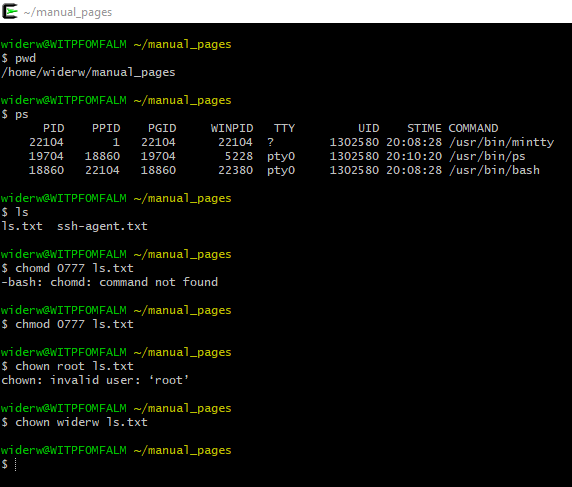 ~/manual_pages
widerw@WITPFOMFALM ~/manual_pages
$ pwd
/home/widerw/manual_pages
widerw@WITPFOMFALM ~/manual_pages
$ ps
PID PPID PGID WINPID TTY UID STIME COMMAND
22104 1 22104 22104 ? 1302580 20:08:28 /usr/bin/mintty
19704 18860 19704 5228 pty0 1302580 20:10:20 /usr/bin/ps
18860 22104 18860 22380 pty0 1302580 20:08:28 /usr/bin/bash
widerw@WITPFOMFALM ~/manual_pages
$ ls
ls.txt ssh-agent.txt
widerw@WITPFOMFALM ~/manual_pages
$ chomd 0777 ls.txt
-bash: chomd: command not found
widerw@WITPFOMFALM ~/manual_pages
$ chmod 0777 ls.txt
widerw@WITPFOMFALM ~/manual_pages
$ chown root ls.txt
chown: invalid user: ‘root’
widerw@WITPFOMFALM ~/manual_pages
$ chown widerw ls.txt
widerw@WITPFOMFALM ~/manual_pages
$